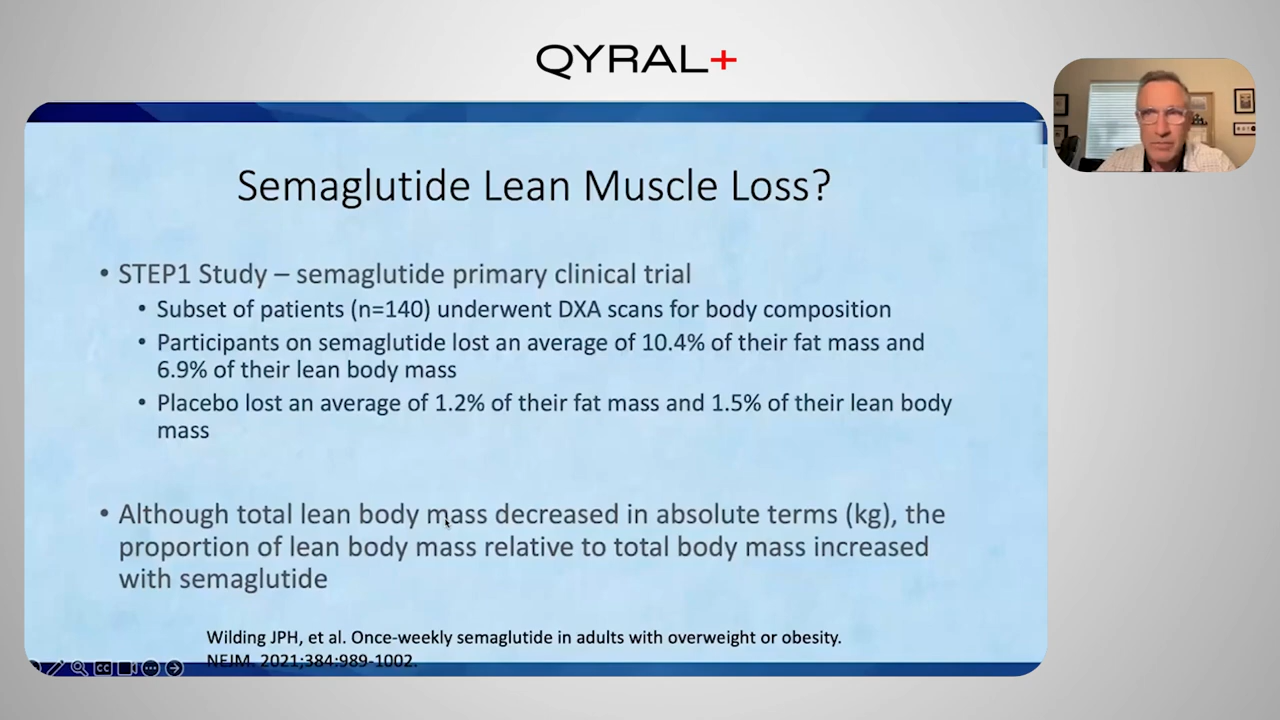 QYRAL+
Semaglutide Lean Muscle Loss?
• STEP1 Study – semaglutide primary clinical trial
• Subset of patients (n=140) underwent DXA scans for body composition
• Participants on semaglutide lost an average of 10.4% of their fat mass and
6.9% of their lean body mass
• Placebo lost an average of 1.2% of their fat mass and 1.5% of their lean body
mass
• Although total lean body mass decreased in absolute terms (kg), the
proportion of lean body mass relative to total body mass increased
with semaglutide
Wilding JPH, et al. Once-weekly semaglutide in adults with overweight or obesity.
NEJM. 2021;384:989-1002.
CC